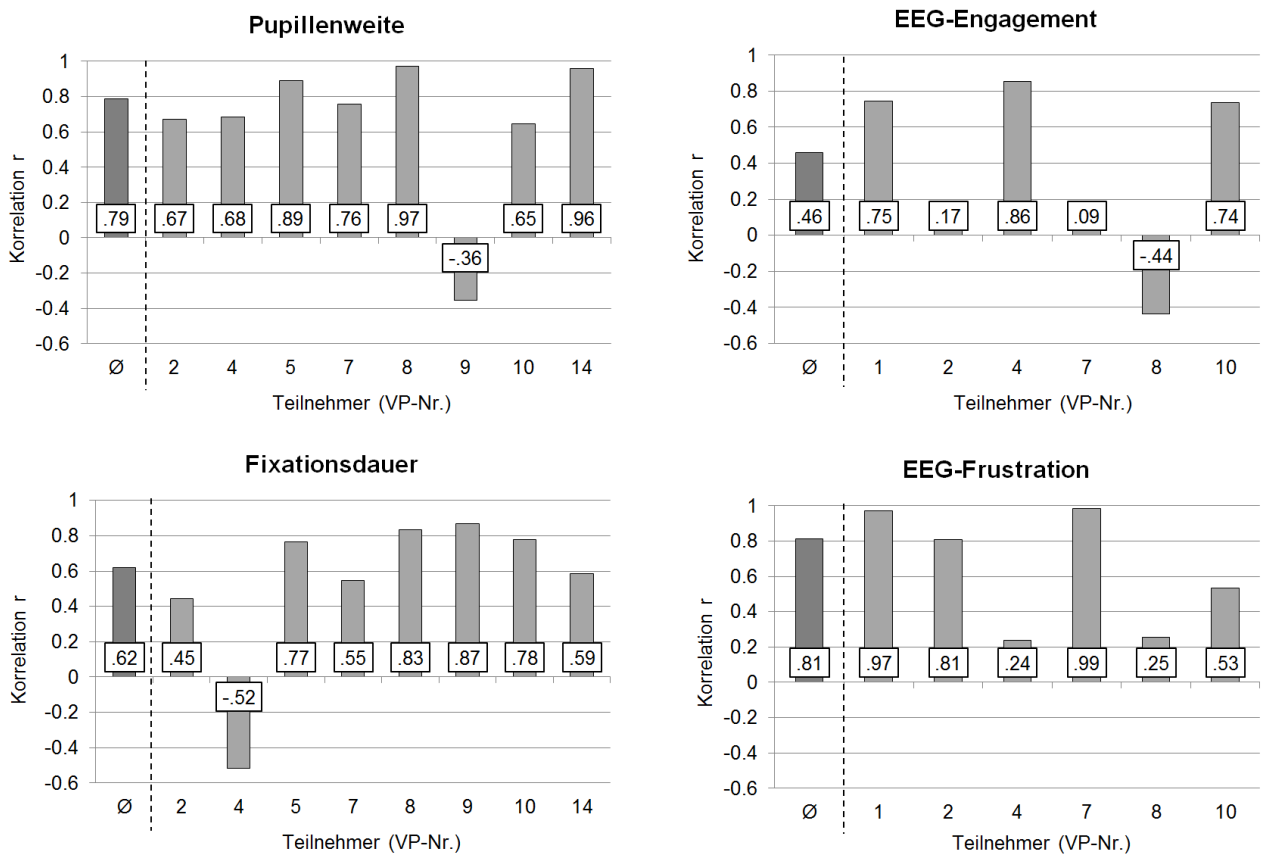 Pupillenweite
Korrelation r
1
0.8
0.6
0.4
0.2
0
-0.2
-0.4
-0.6
.79 .67 .68 .89 .76 .97 -.36 .65 .96
Ø 2 4 5 7 8 9 10 14
Teilnehmer (VP-Nr.)
EEG-Engagement
Korrelation r
1
0.8
0.6
0.4
0.2
0
-0.2
-0.4
-0.6
.46 .75 .17 .86 .09 -.44 .74
Ø 1 2 4 7 8 10
Teilnehmer (VP-Nr.)
Fixationsdauer
Korrelation r
1
0.8
0.6
0.4
0.2
0
-0.2
-0.4
-0.6
.62 .45 -.52 .77 .55 .83 .87 .78 .59
Ø 2 4 5 7 8 9 10 14
Teilnehmer (VP-Nr.)
EEG-Frustration
Korrelation r
1
0.8
0.6
0.4
0.2
0
-0.2
-0.4
-0.6
.81 .97 .81 .24 .99 .25 .53
Ø 1 2 4 7 8 10
Teilnehmer (VP-Nr.)